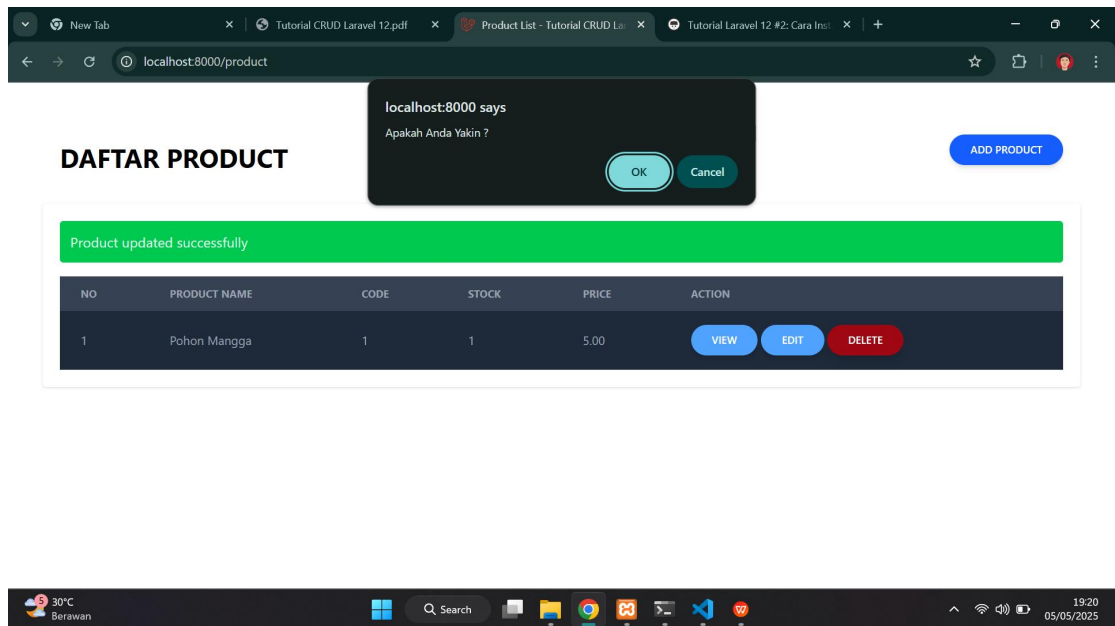 New Tab
Tutorial CRUD Laravel 12.pdf
Product List - Tutorial CRUD La
Tutorial Laravel 12 #2: Cara Inst
localhost:8000/product
localhost:8000 says
Apakah Anda Yakin ?
OK
Cancel
DAFTAR PRODUCT
ADD PRODUCT
Product updated successfully
NO PRODUCT NAME CODE STOCK PRICE ACTION
1 Pohon Mangga 1 1 5.00 VIEW EDIT DELETE
5
30°C
Berawan
Search
19:20
05/05/2025